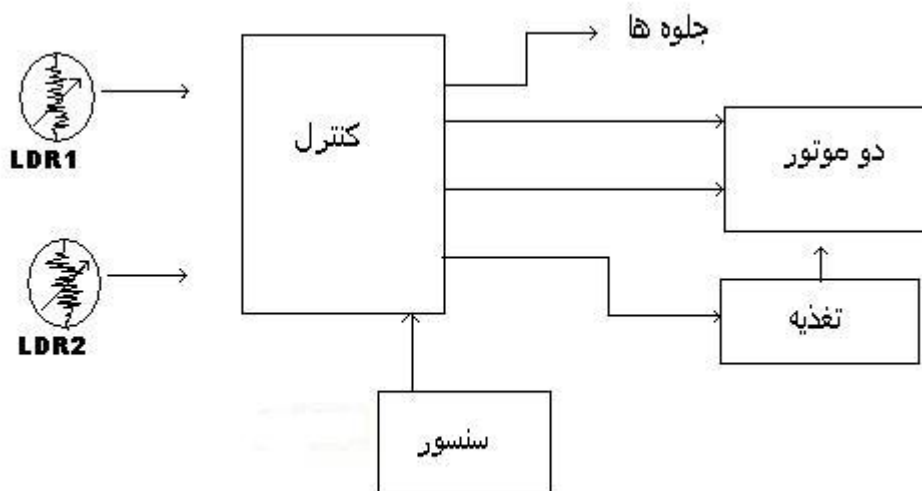 جلوه ها
کنترل
دو موتور
LDR1
تغذیه
LDR2
سنسور